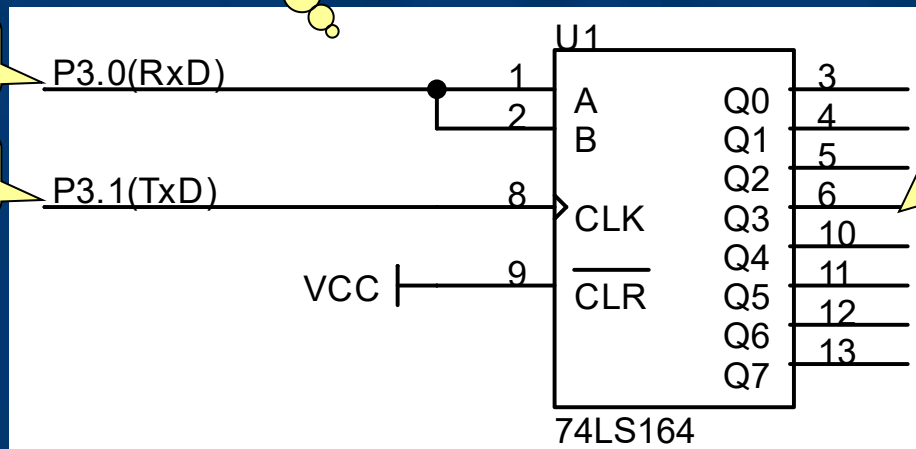 U1
P3.0(RxD) 1 A Q0 3
2 B Q1 4
Q2 5
P3.1(TxD) 8 CLK Q3 6
Q4 10
VCC 9 CLR Q5 11
Q6 12
Q7 13
74LS164